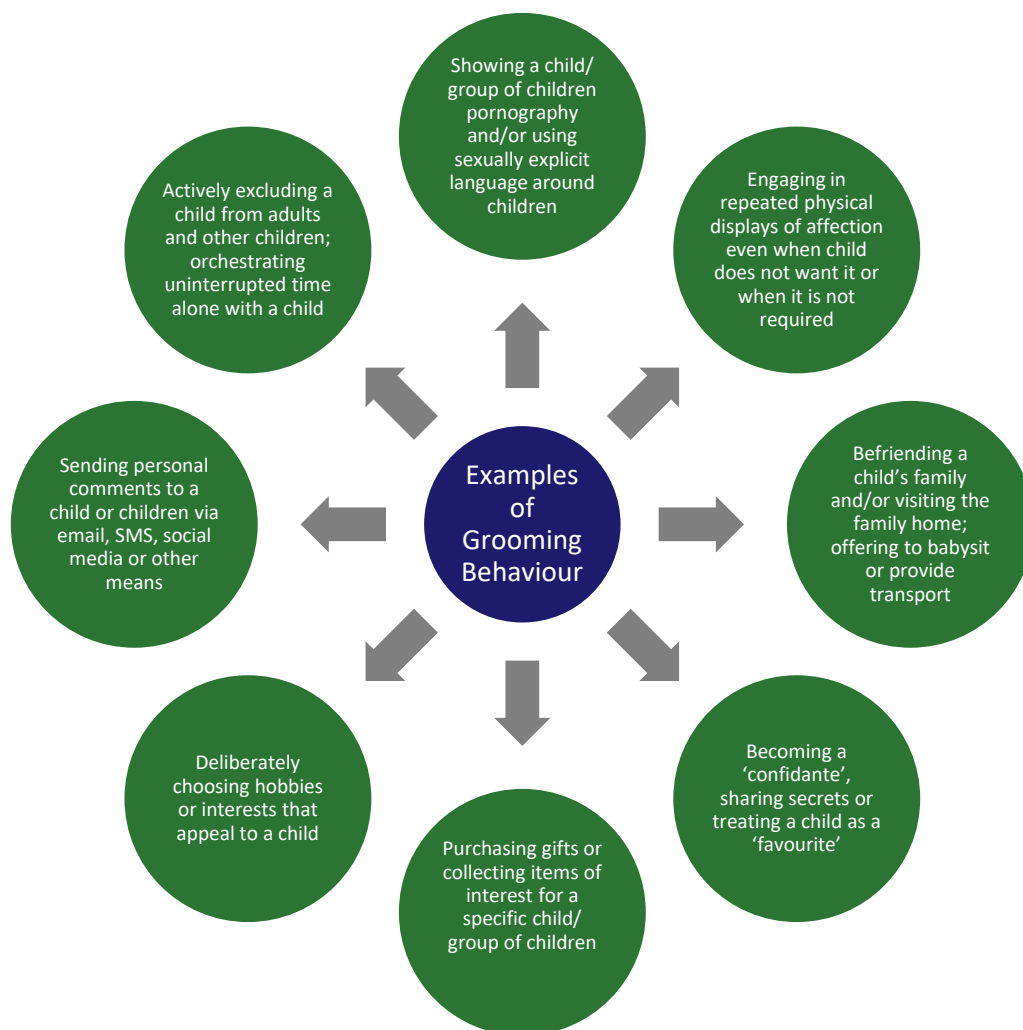 Showing a child/
group of children
pornography
and/or using
sexually explicit
language around
children
Engaging in
repeated physical
displays of affection
even when child
does not want it or
when it is not
required
Befriending a
child’s family
and/or visiting the
family home;
offering to babysit
or provide
transport
Becoming a
‘confidante’,
sharing secrets or
treating a child as a
‘favourite’
Purchasing gifts or
collecting items of
interest for a
specific child/
group of children
Deliberately
choosing hobbies
or interests that
appeal to a child
Sending personal
comments to a
child or children via
email, SMS, social
media or other
means
Actively excluding a
child from adults
and other children;
orchestrating
uninterrupted time
alone with a child
Examples
of
Grooming
Behaviour